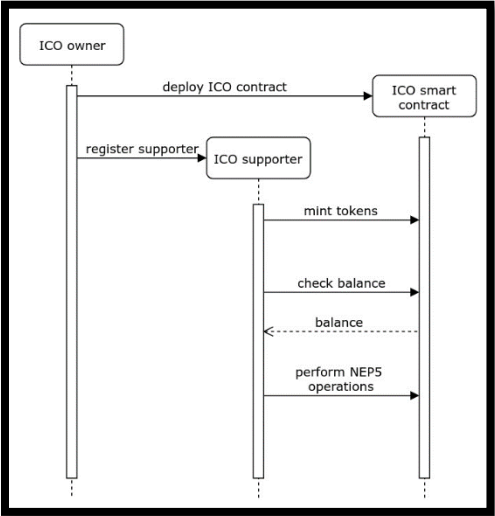 ICO owner
deploy ICO contract
ICO smart
contract
register supporter
ICO supporter
mint tokens
check balance
balance
perform NEP5
operations